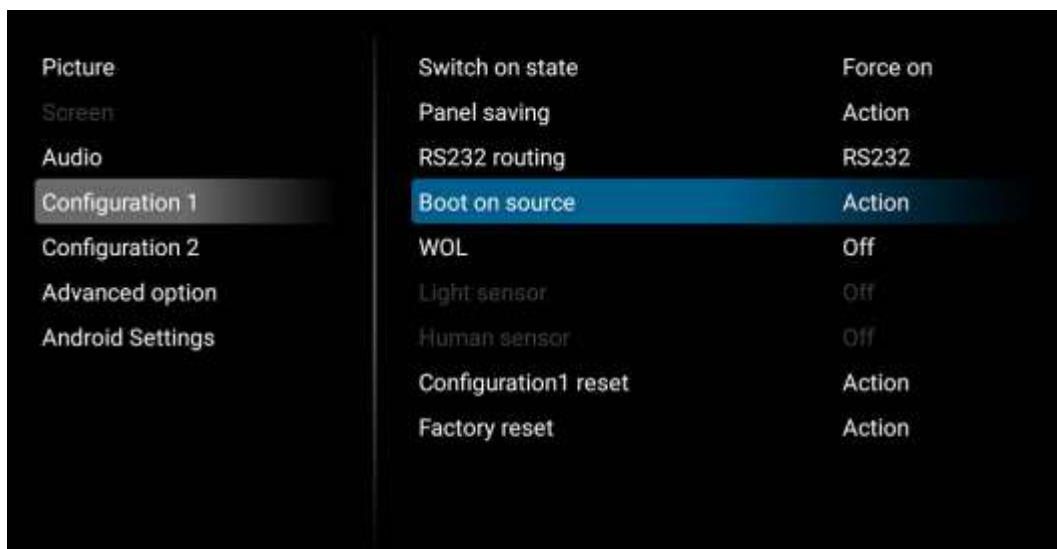 Picture
Screen
Audio
Configuration 1
Configuration 2
Advanced option
Android Settings
Switch on state Force on
Panel saving Action
RS232 routing RS232
Boot on source Action
WOL Off
Light sensor Off
Human sensor Off
Configuration1 reset Action
Factory reset Action